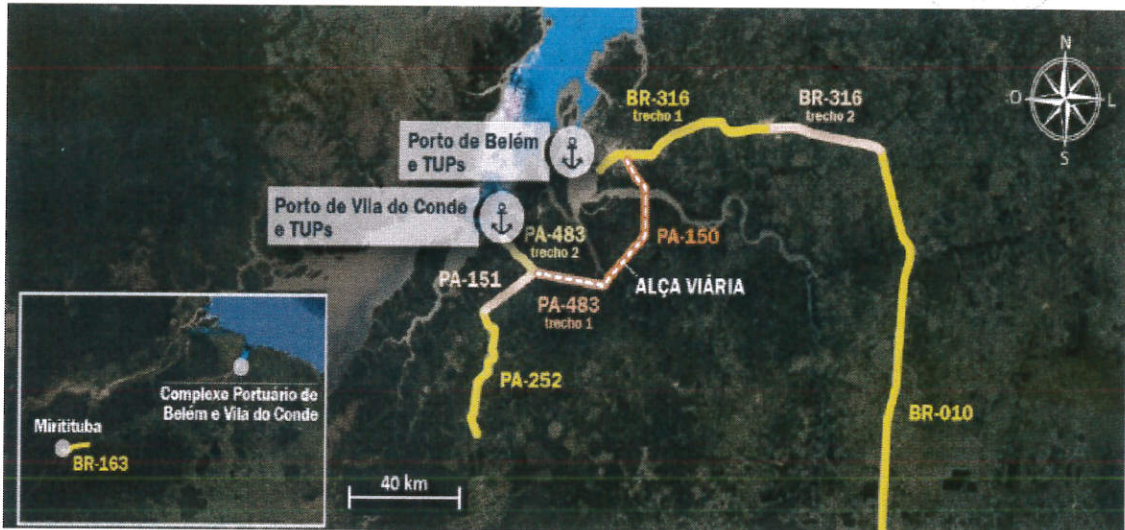 N
O
L
S
BR-316
trecho 1
BR-316
trecho 2
Porto de Belém
e TUPs
Porto de Vila do Conde
e TUPs
PA-483
trecho 2
PA-150
PA-151
ALÇA VIÁRIA
PA-483
trecho 1
PA-252
BR-010
Complexo Portuário de
Belém e Vila do Conde
Miritituba
BR-163
40 km